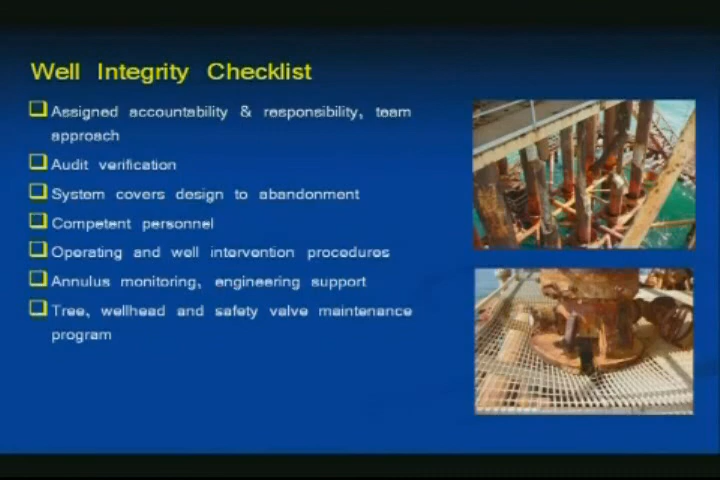 Well Integrity Checklist
Assigned accountability & responsibility, team
approach
Audit verification
System covers design to abandonment
Competent personnel
Operating and well intervention procedures
Annulus monitoring, engineering support
Tree, wellhead and safety valve maintenance
program